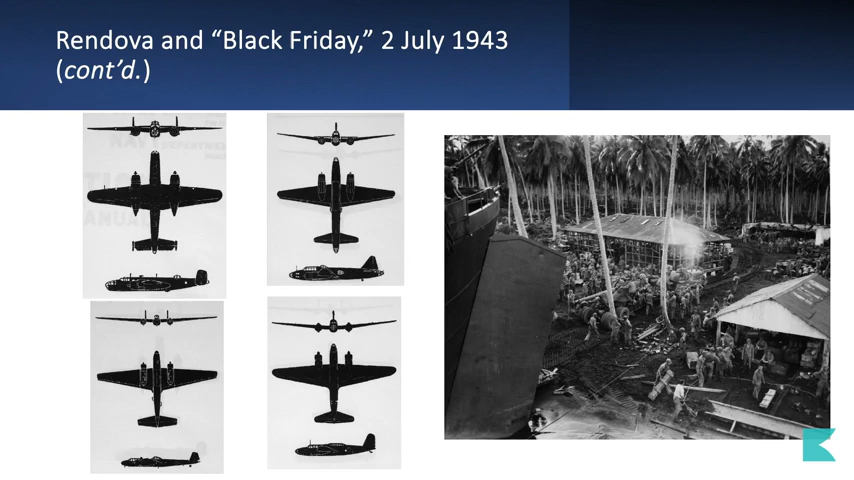 Rendova and “Black Friday,” 2 July 1943
(cont’d.)